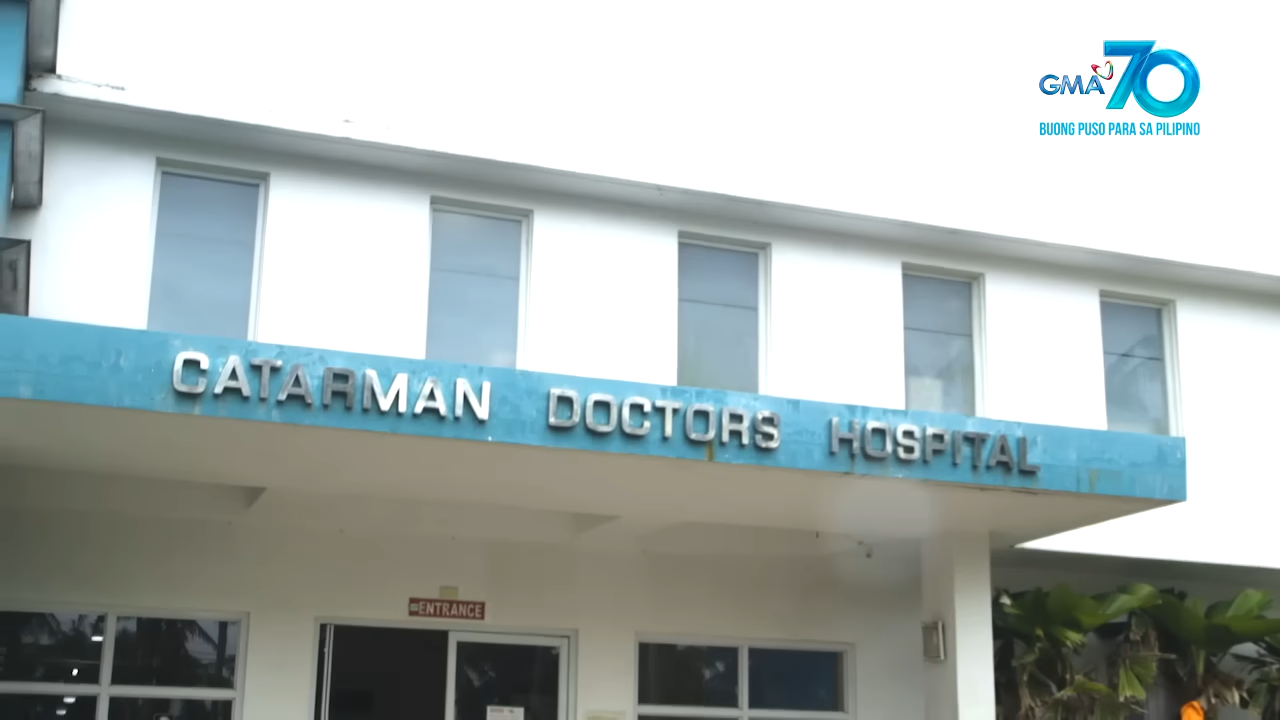 GMA 70
BUONG PUSO PARA SA PILIPINO
CATARMAN DOCTORS HOSPITAL
ENTRANCE